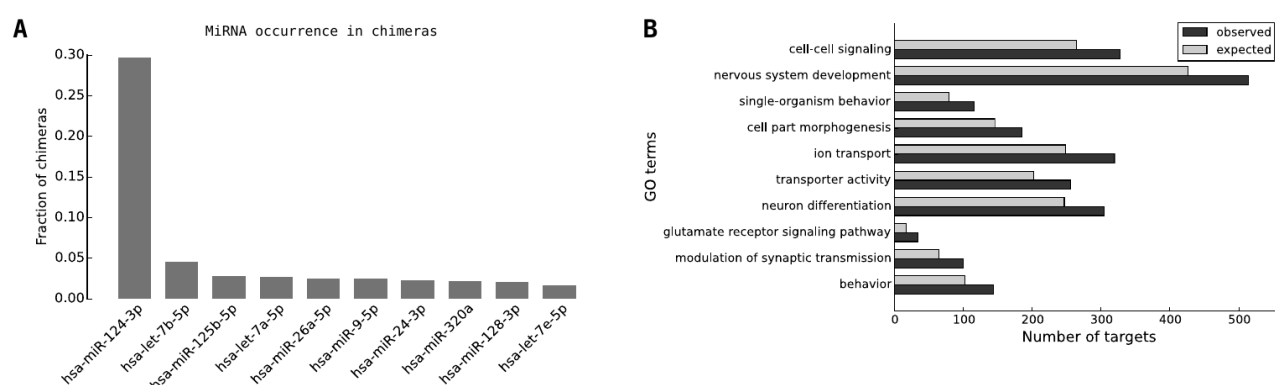 A
MiRNA occurrence in chimeras
Fraction of chimeras
0.30
0.25
0.20
0.15
0.10
0.05
0.00
hsa-miR-124-3p
hsa-let-7b-5p
hsa-miR-125b-5p
hsa-let-7a-5p
hsa-miR-26a-5p
hsa-miR-9-5p
hsa-miR-24-3p
hsa-miR-320a
hsa-miR-128-3p
hsa-let-7e-5p
B
observed
expected
GO terms
cell-cell signaling
nervous system development
single-organism behavior
cell part morphogenesis
ion transport
transporter activity
neuron differentiation
glutamate receptor signaling pathway
modulation of synaptic transmission
behavior
0 100 200 300 400 500
Number of targets